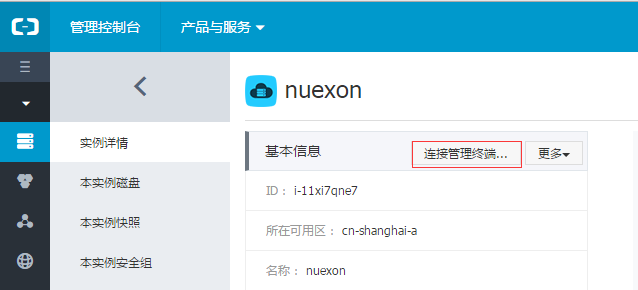 管理控制台 产品与服务
nuexon
实例详情
本实例磁盘
本实例快照
本实例安全组
基本信息 连接管理终端... 更多
ID： i-11xi7qne7
所在可用区： cn-shanghai-a
名称： nuexon